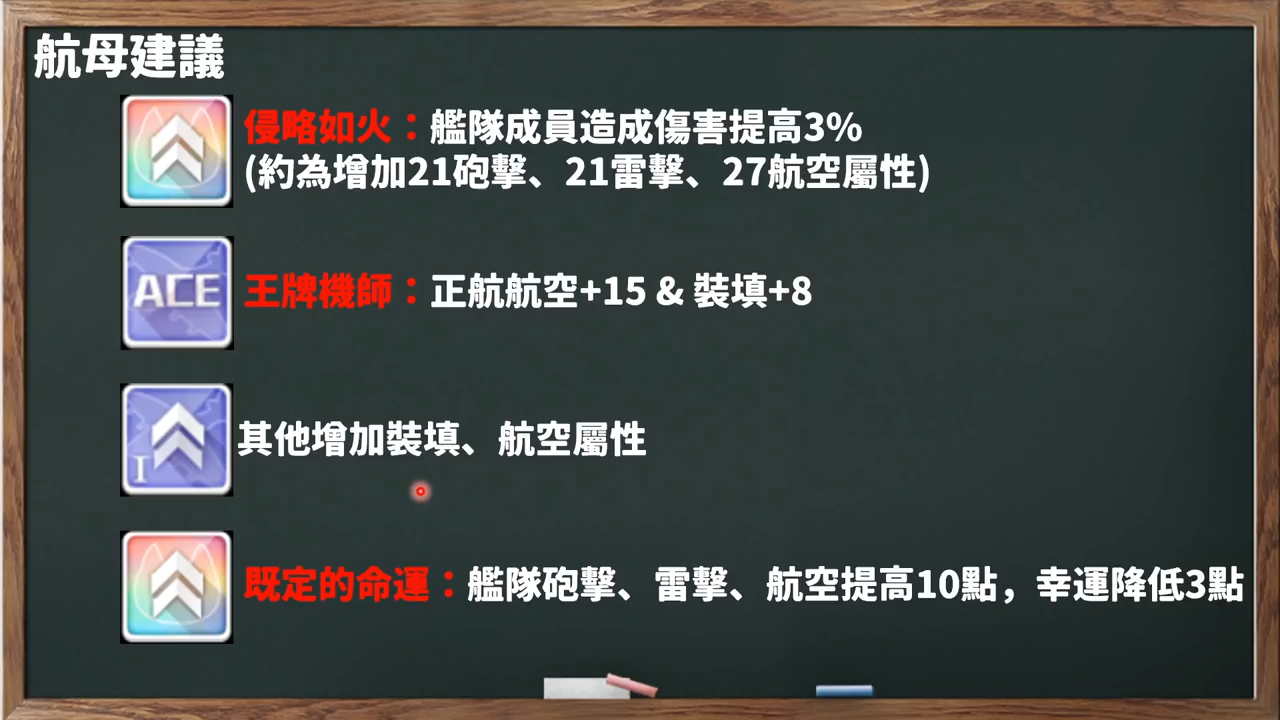 航母建議
侵略如火：艦隊成員造成傷害提高3%
(約為增加21砲擊、21雷擊、27航空屬性)
ACE
王牌機師：正航航空+15 & 裝填+8
I
其他增加裝填、航空屬性
既定的命運：艦隊砲擊、雷擊、航空提高10點，幸運降低3點